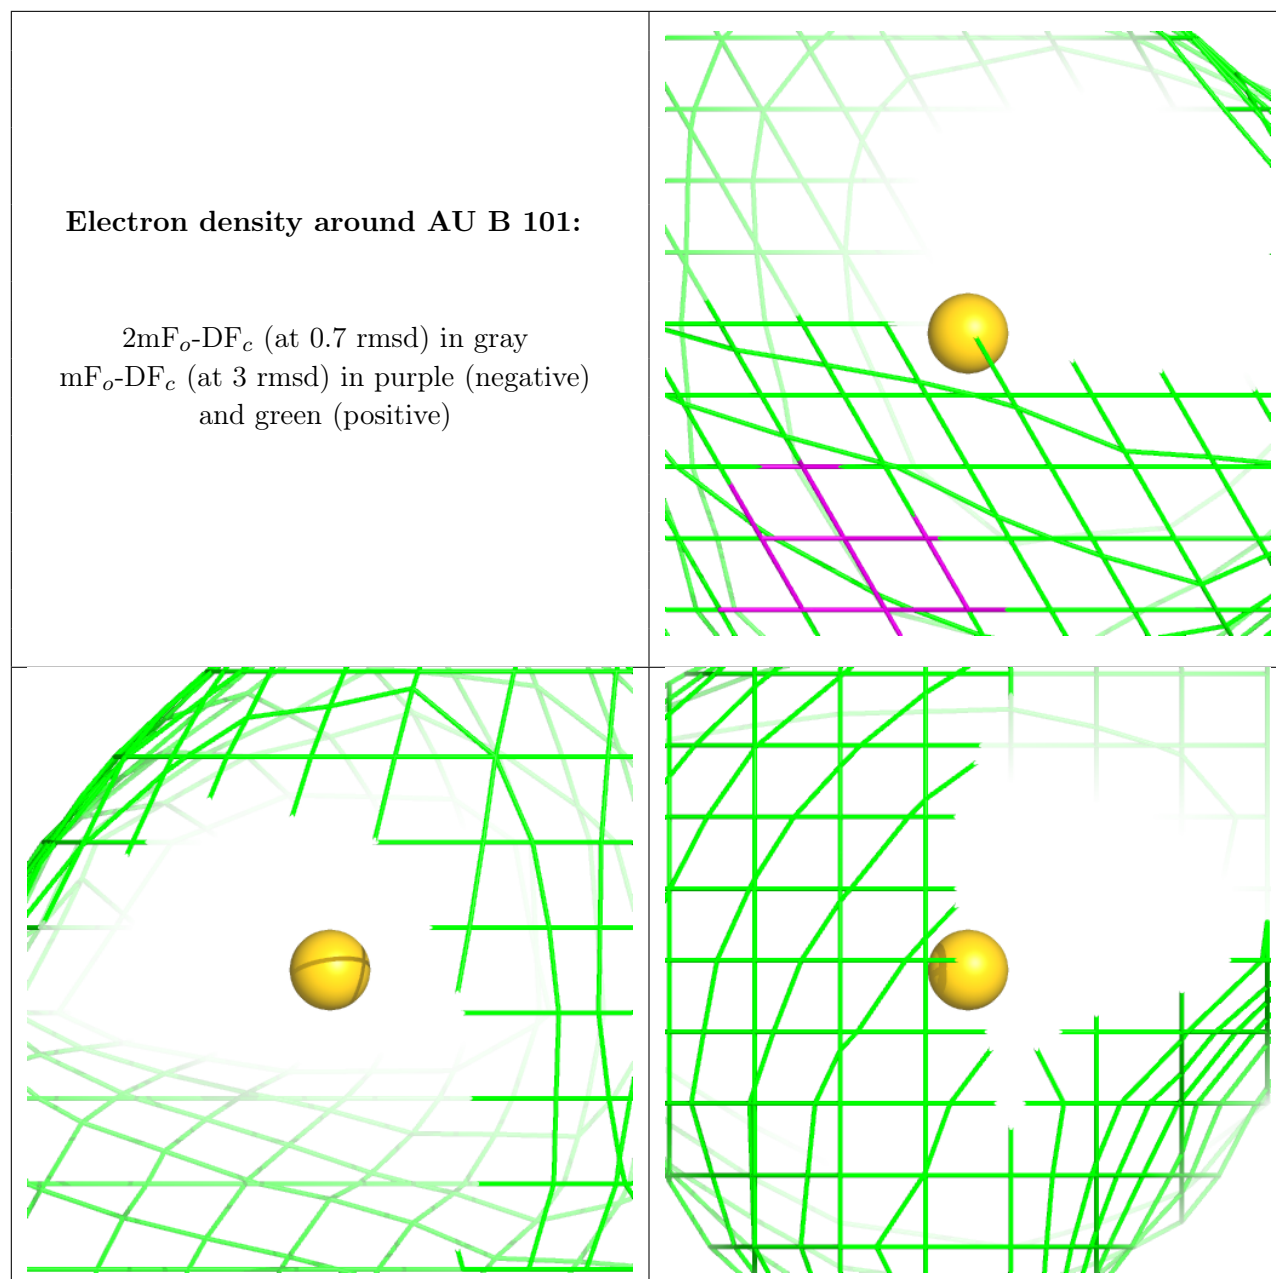 Electron density around AU B 101:
2mFo-DFc (at 0.7 rmsd) in gray
mFo-DFc (at 3 rmsd) in purple (negative)
and green (positive)